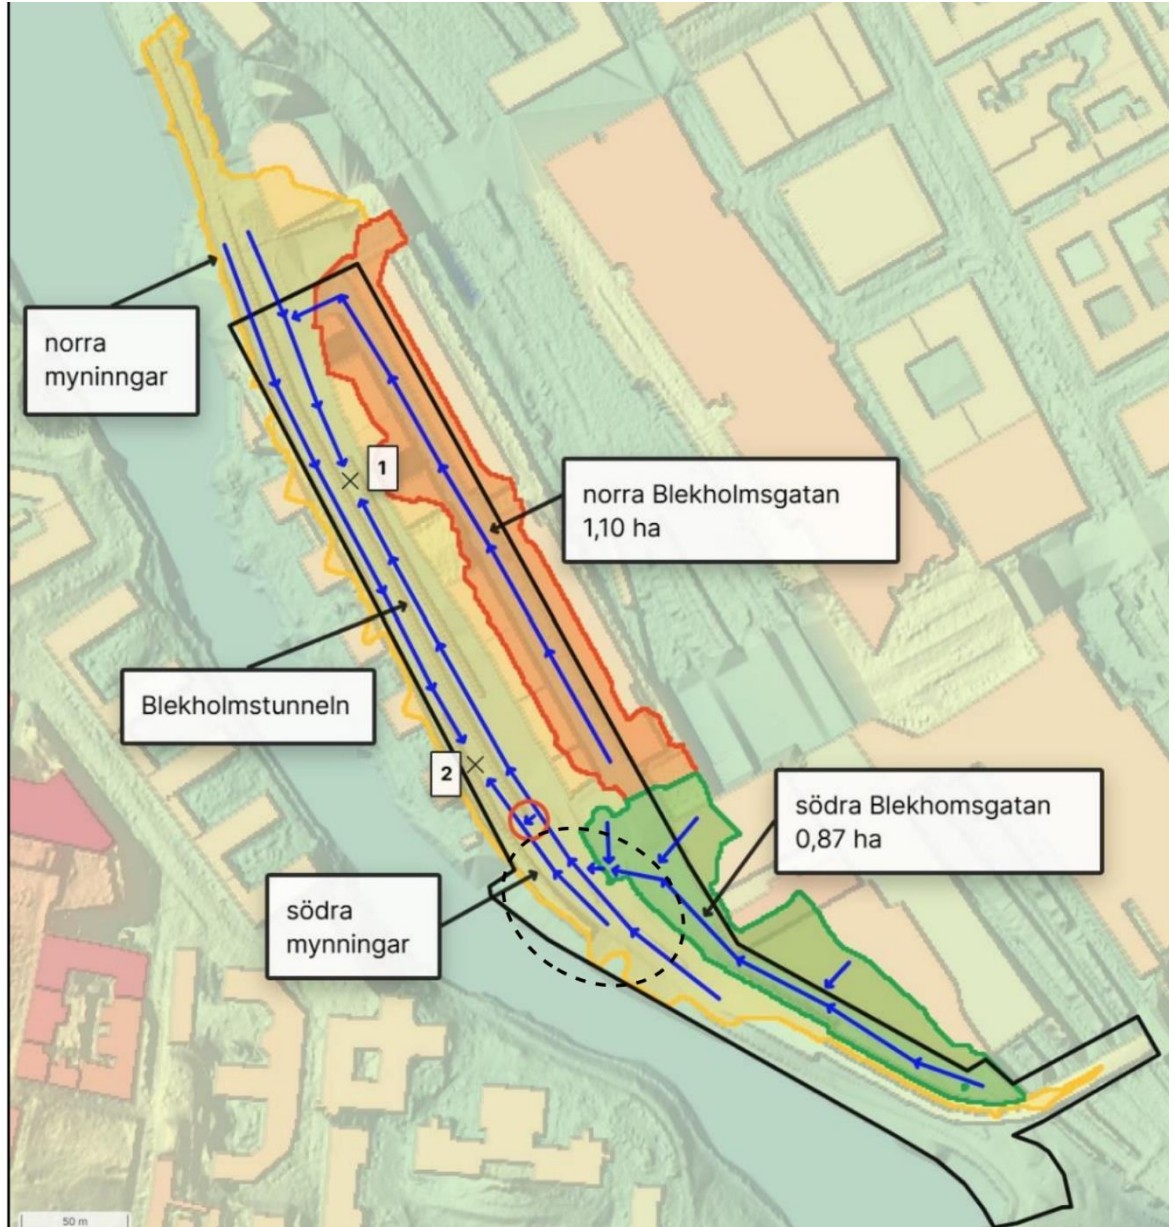 norra
myninngar
1
norra Blekholmsgatan
1,10 ha
Blekholmstunneln
2
södra Blekhomsgatan
0,87 ha
södra
mynningar
50 m